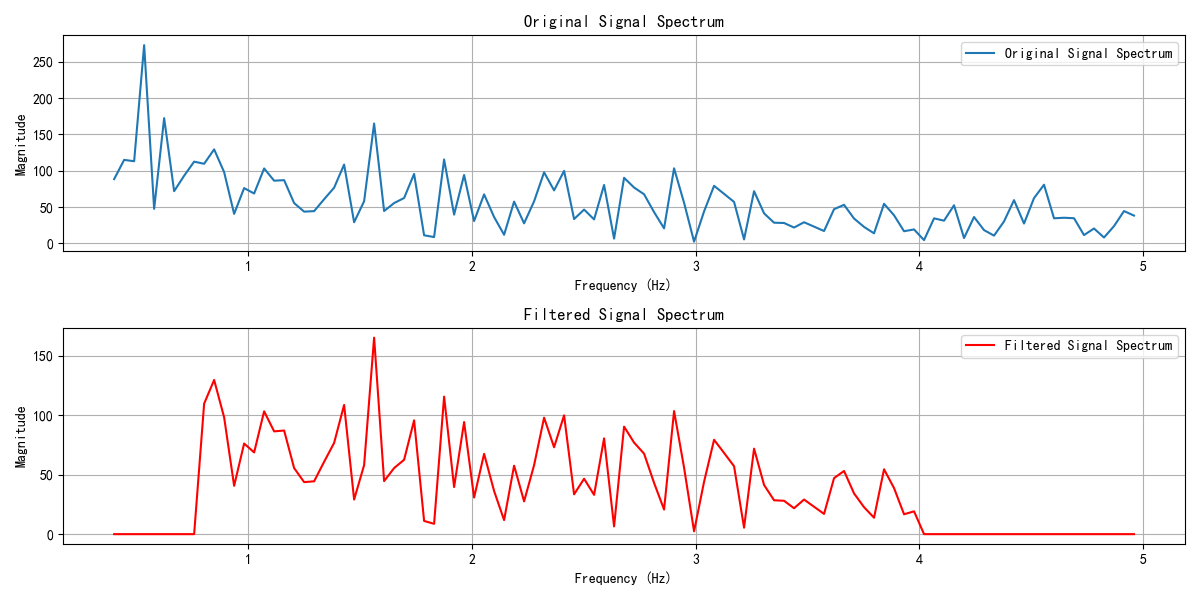 Original Signal Spectrum
Original Signal Spectrum
Magnitude
250
200
150
100
50
0
1 2 3 4 5
Frequency (Hz)
Filtered Signal Spectrum
Filtered Signal Spectrum
Magnitude
150
100
50
0
1 2 3 4 5
Frequency (Hz)